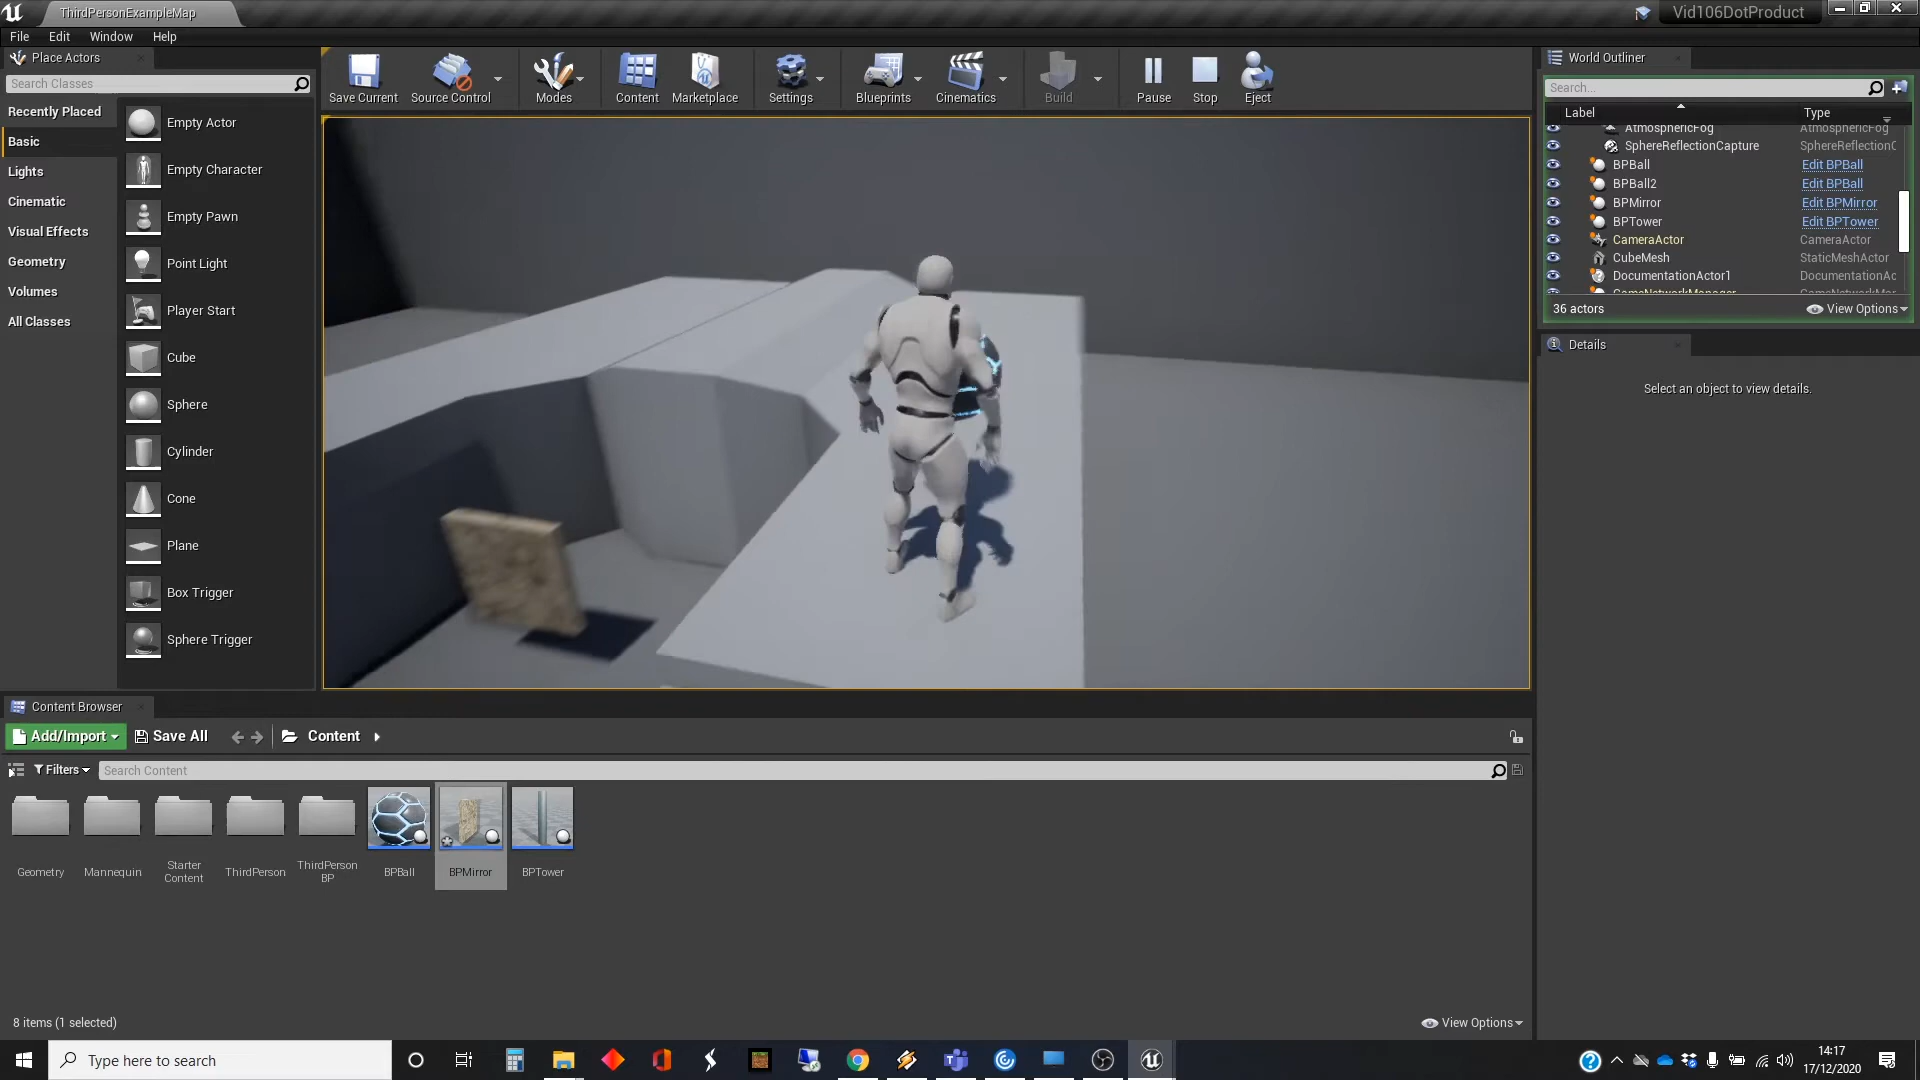 ThirdPersonExampleMap
Vid106DotProduct
File Edit Window Help
Place Actors
Search Classes
Recently Placed
Basic
Lights
Cinematic
Visual Effects
Geometry
Volumes
All Classes
Empty Actor
Empty Character
Empty Pawn
Point Light
Player Start
Cube
Sphere
Cylinder
Cone
Plane
Box Trigger
Sphere Trigger
Save Current Source Control Modes Content Marketplace Settings Blueprints Cinematics Build Pause Stop Eject
World Outliner
Search...
Label Type
AtmosphericFog AtmosphericFog
SphereReflectionCapture SphereReflectionC
BPBall Edit BPBall
BPBall2 Edit BPBall
BPMirror Edit BPMirror
BPTower Edit BPTower
CameraActor CameraActor
CubeMesh StaticMeshActor
DocumentationActor1 DocumentationAc
GameNetworkManager GameNetworkMan
36 actors View Options
Details
Select an object to view details.
Content Browser
Add/Import Save All Content
Filters Search Content
Geometry
Mannequin
Starter
Content
ThirdPerson
ThirdPerson
BP
BPBall
BPMirror
BPTower
8 items (1 selected) View Options
Type here to search
14:17
17/12/2020